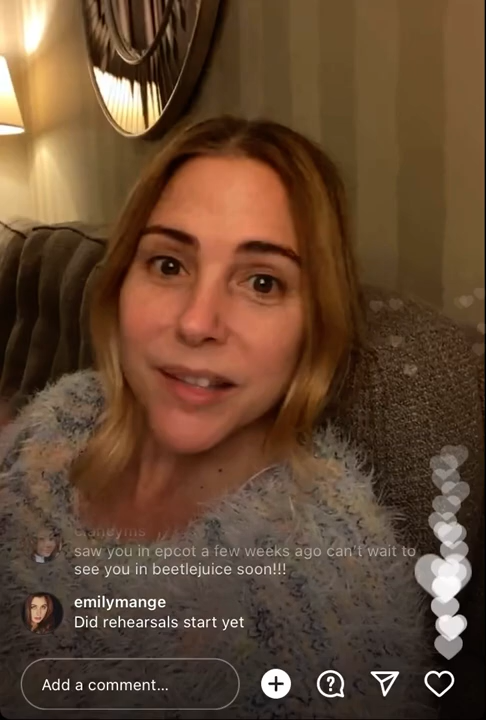 clancyms
saw you in epcot a few weeks ago can't wait to
see you in beetlejuice soon!!!
emilymange
Did rehearsals start yet
Add a comment...